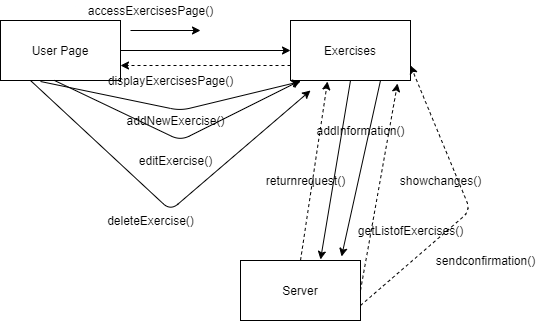 accessExercisesPage()
User Page
Exercises
displayExercisesPage()
addNewExercise()
addInformation()
editExercise()
returnrequest()
showchanges()
deleteExercise()
getListofExercises()
sendconfirmation()
Server